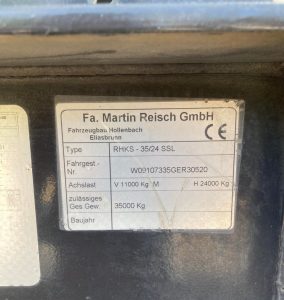 Fa. Martin Reisch GmbH
Fahrzeugbau Hollenbach
Eliasbrunn
CE
Type RHKS - 35/24 SSL
Fahrgest.-
Nr. W09107335GER30520
Achslast V 11000 Kg M H 24000 Kg
zulässiges
Ges.Gew. 35000 Kg
Baujahr